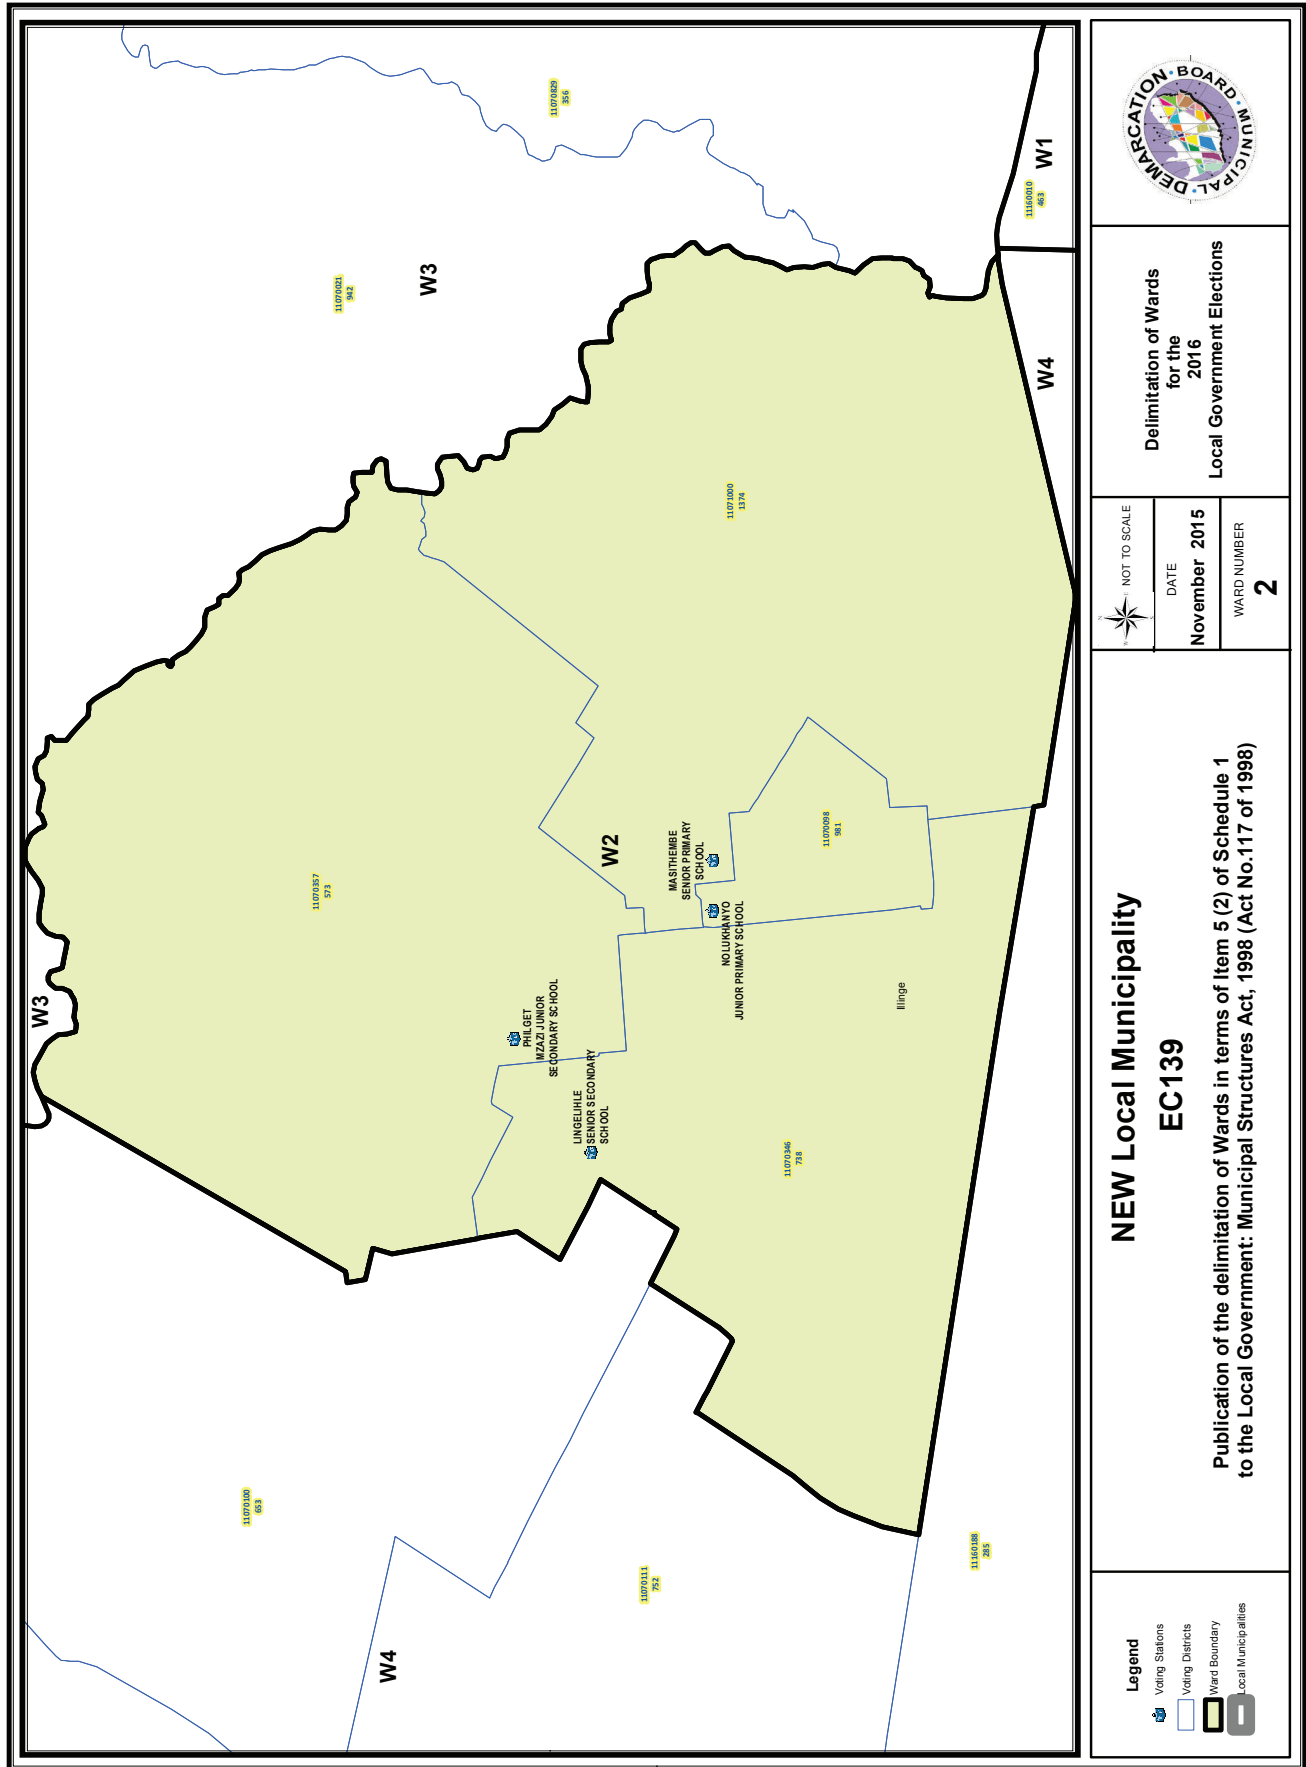 W3
W3
W1
W4
W4
W2
11070829
356
11070021
942
11160010
463
11071000
1374
11070357
573
11070098
981
11070346
738
11070100
653
11070111
752
11160188
285
MASITHEMBE
SENIOR PRIMARY
SCHOOL
NOLUKHANYO
JUNIOR PRIMARY SCHOOL
PHILGET
MZAZI JUNIOR
SECONDARY SCHOOL
LINGELIHLE
SENIOR SECONDARY
SCHOOL
Ilinge
Legend
Voting Stations
Voting Districts
Ward Boundary
Local Municipalities
NEW Local Municipality
EC139
Publication of the delimitation of Wards in terms of Item 5 (2) of Schedule 1
to the Local Government: Municipal Structures Act, 1998 (Act No.117 of 1998)
NOT TO SCALE
DATE
November 2015
WARD NUMBER
2
Delimitation of Wards
for the
2016
Local Government Elections
MUNICIPAL · DEMARCATION · BOARD ·